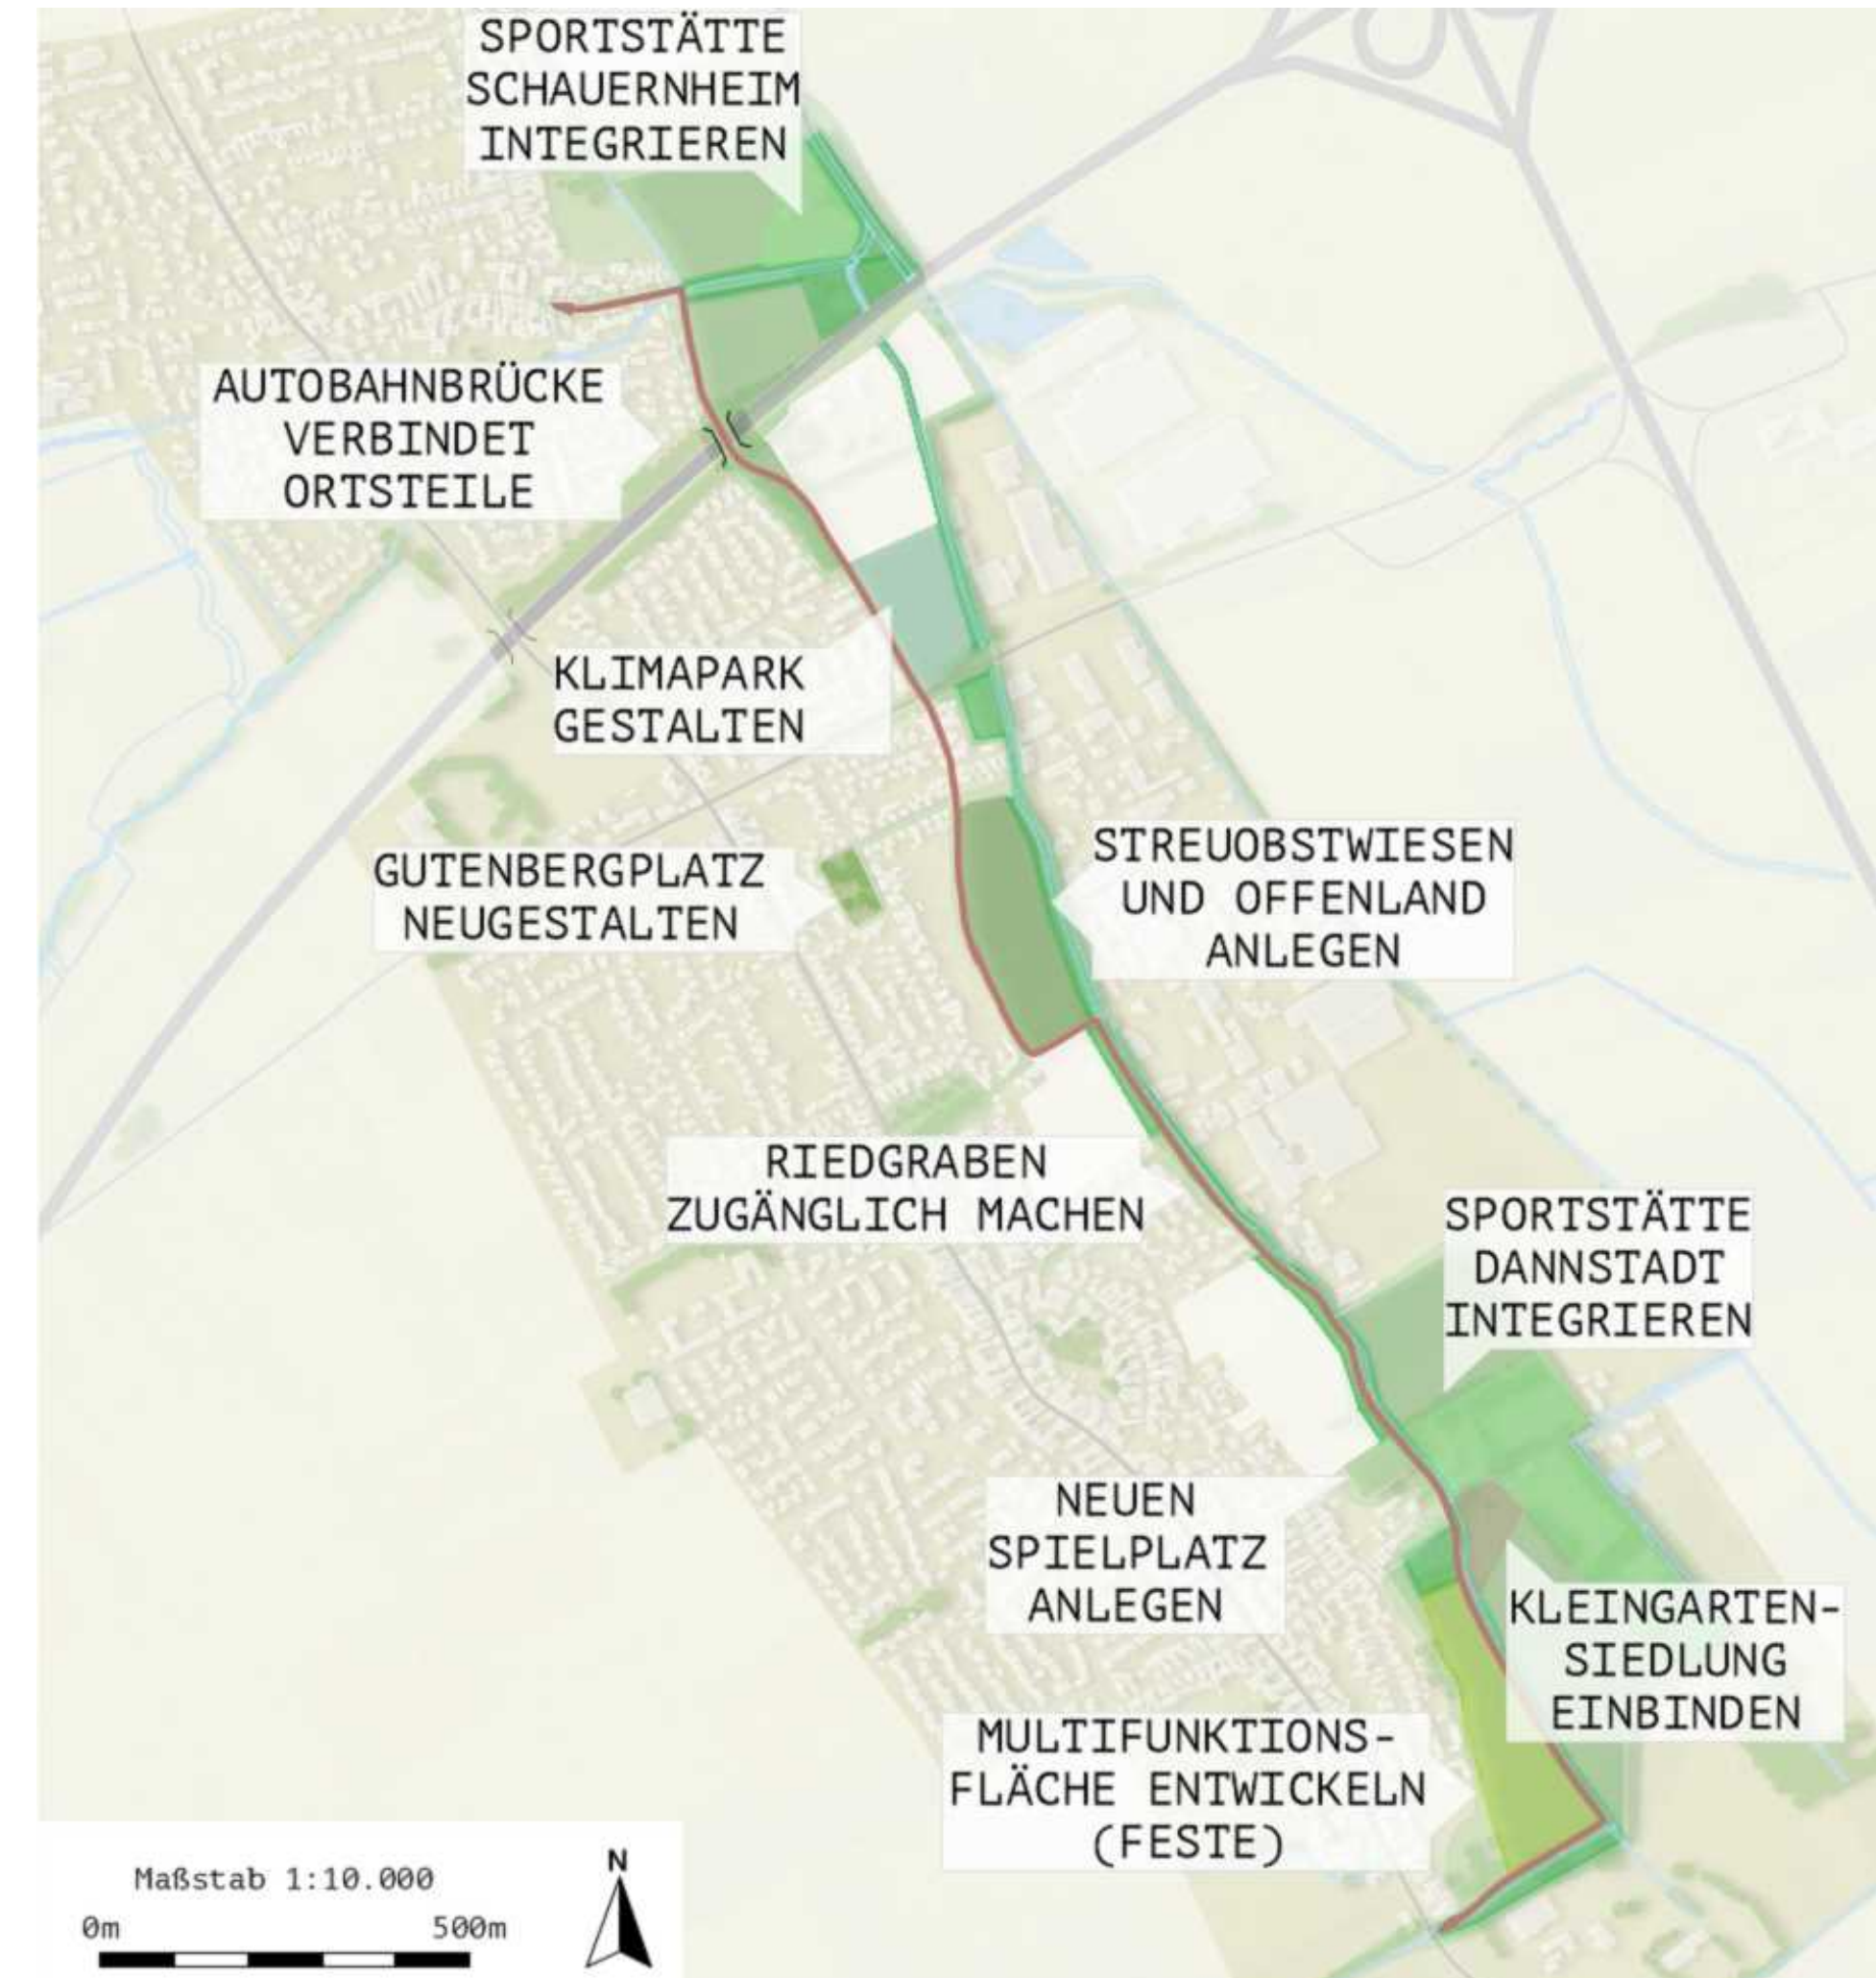 SPORTSTÄTTE
SCHAUERNHEIM
INTEGRIEREN
AUTOBAHNBRÜCKE
VERBINDET
ORTSTEILE
KLIMAPARK
GESTALTEN
GUTENBERGPLATZ
NEUGESTALTEN
STREUOBSTWIESEN
UND OFFENLAND
ANLEGEN
RIEDGRABEN
ZUGÄNGLICH MACHEN
SPORTSTÄTTE
DANNSTADT
INTEGRIEREN
NEUEN
SPIELPLATZ
ANLEGEN
KLEINGARTEN-
SIEDLUNG
EINBINDEN
MULTIFUNKTIONS-
FLÄCHE ENTWICKELN
(FESTE)
Maßstab 1:10.000
0m 500m
N